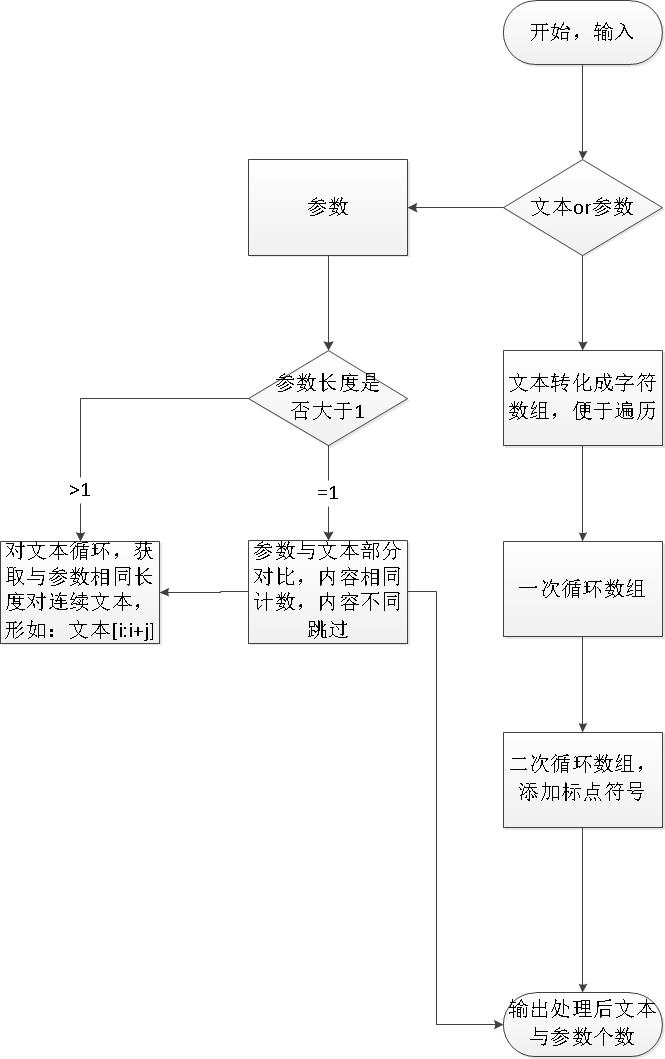 开始，输入
参数
文本or参数
参数长度是
否大于1
文本转化成字符
数组，便于遍历
>1
=1
对文本循环，获
取与参数相同长
度对连续文本，
形如：文本[i:i+j]
参数与文本部分
对比，内容相同
计数，内容不同
跳过
一次循环数组
二次循环数组，
添加标点符号
输出处理后文本
与参数个数